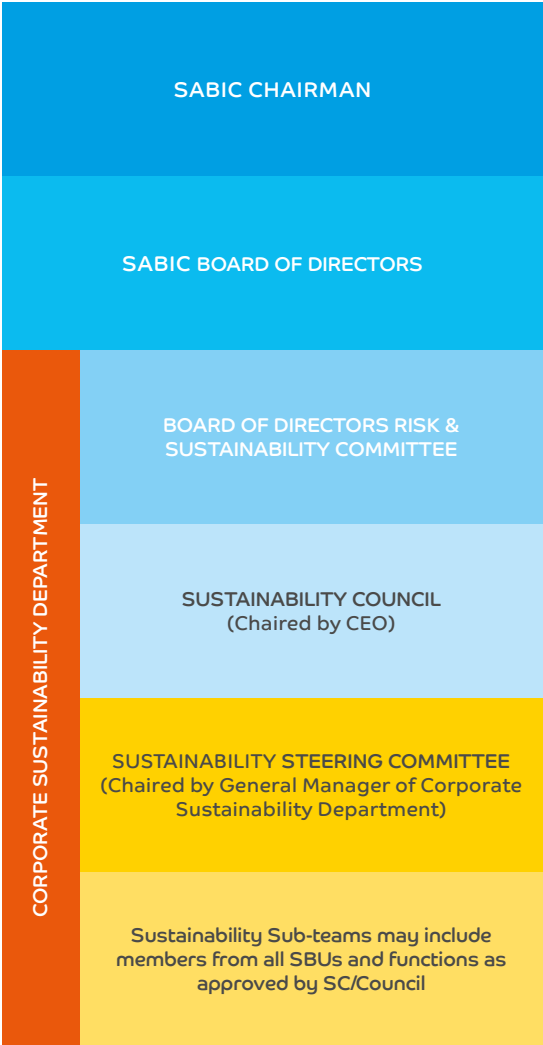 SABIC CHAIRMAN
SABIC BOARD OF DIRECTORS
CORPORATE SUSTAINABILITY DEPARTMENT
BOARD OF DIRECTORS RISK &
SUSTAINABILITY COMMITTEE
SUSTAINABILITY COUNCIL
(Chaired by CEO)
SUSTAINABILITY STEERING COMMITTEE
(Chaired by General Manager of Corporate
Sustainability Department)
Sustainability Sub-teams may include
members from all SBUs and functions as
approved by SC/Council